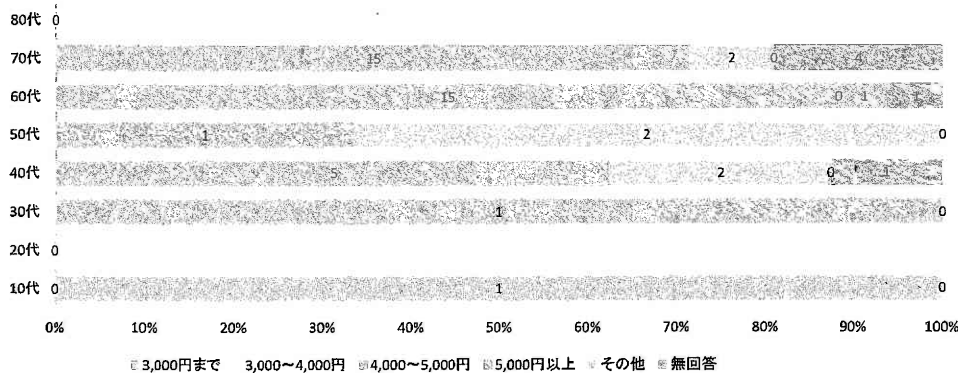 80代 0
70代 15 2 0 4
60代 15 0 1 1
50代 1 2 0
40代 5 2 0 1
30代 1 0
20代 0
10代 0 1 0
0% 10% 20% 30% 40% 50% 60% 70% 80% 90% 100%
3,000円まで 3,000～4,000円 4,000～5,000円 5,000円以上 その他 無回答